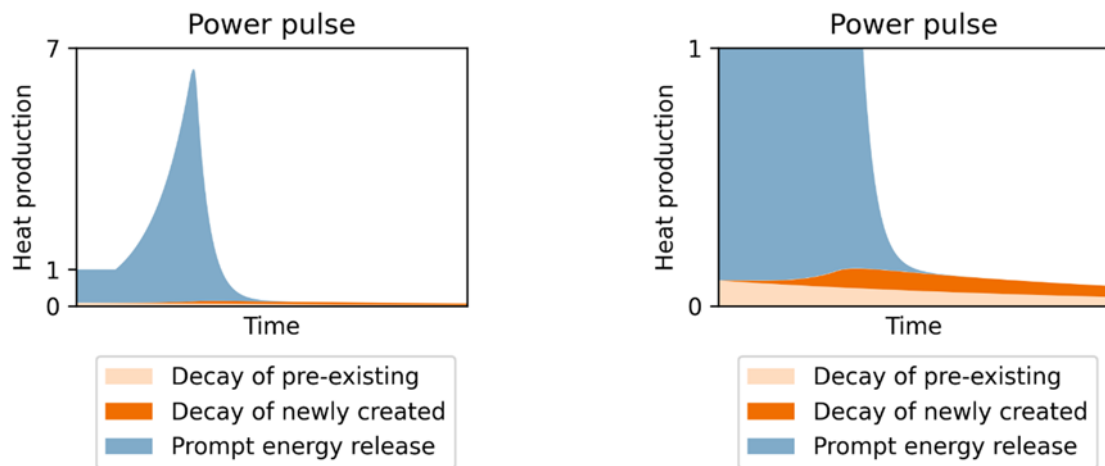 Power pulse
7
1
0
Heat production
Time
Decay of pre-existing
Decay of newly created
Prompt energy release
Power pulse
1
0
Heat production
Time
Decay of pre-existing
Decay of newly created
Prompt energy release